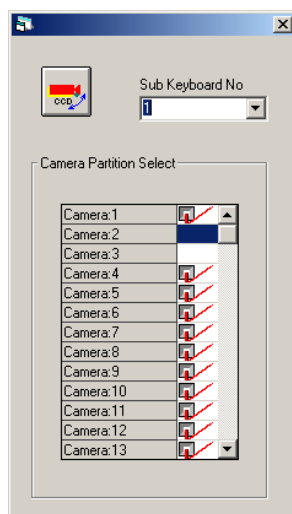 CCD
Sub Keyboard No
1
Camera Partition Select
Camera:1
Camera:2
Camera:3
Camera:4
Camera:5
Camera:6
Camera:7
Camera:8
Camera:9
Camera:10
Camera:11
Camera:12
Camera:13